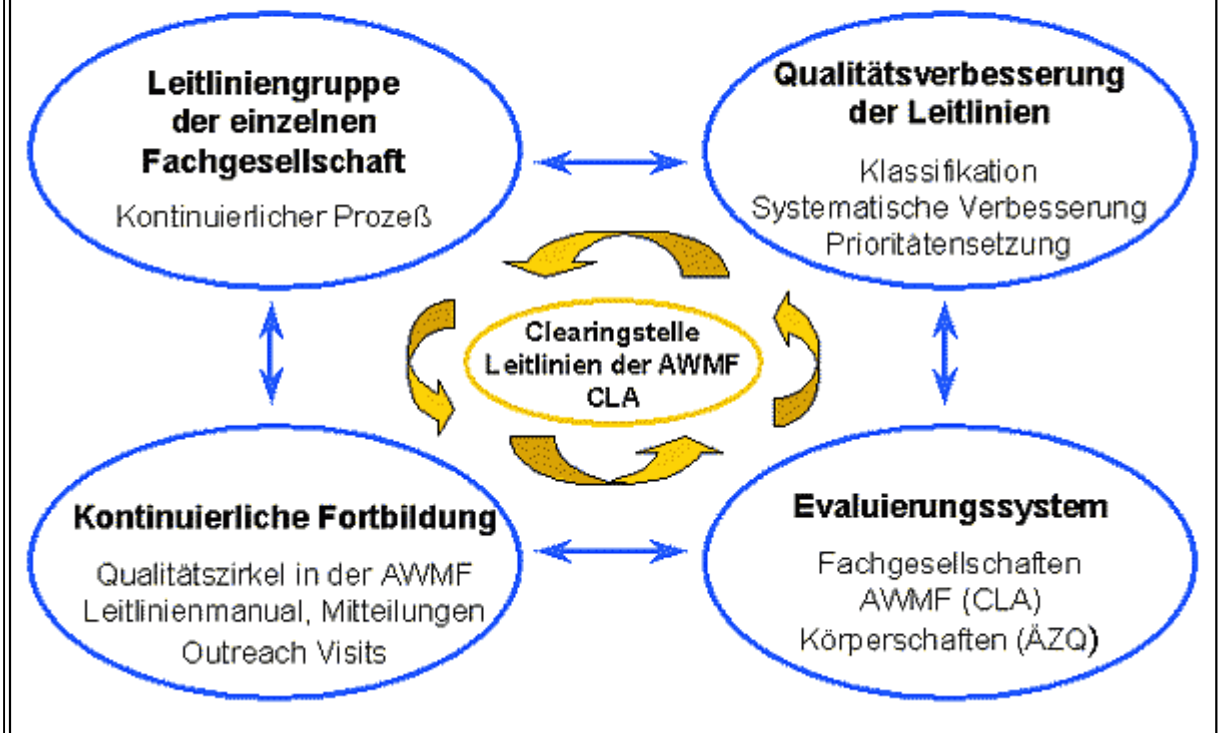 Leitliniengruppe
der einzelnen
Fachgesellschaft
Kontinuierlicher Prozeß
Qualitätsverbesserung
der Leitlinien
Klassifikation
Systematische Verbesserung
Prioritätensetzung
Clearingstelle
Leitlinien der AWMF
CLA
Kontinuierliche Fortbildung
Qualitätszirkel in der AWMF
Leitlinienmanual, Mitteilungen
Outreach Visits
Evaluierungssystem
Fachgesellschaften
AWMF (CLA)
Körperschaften (ÄZQ)